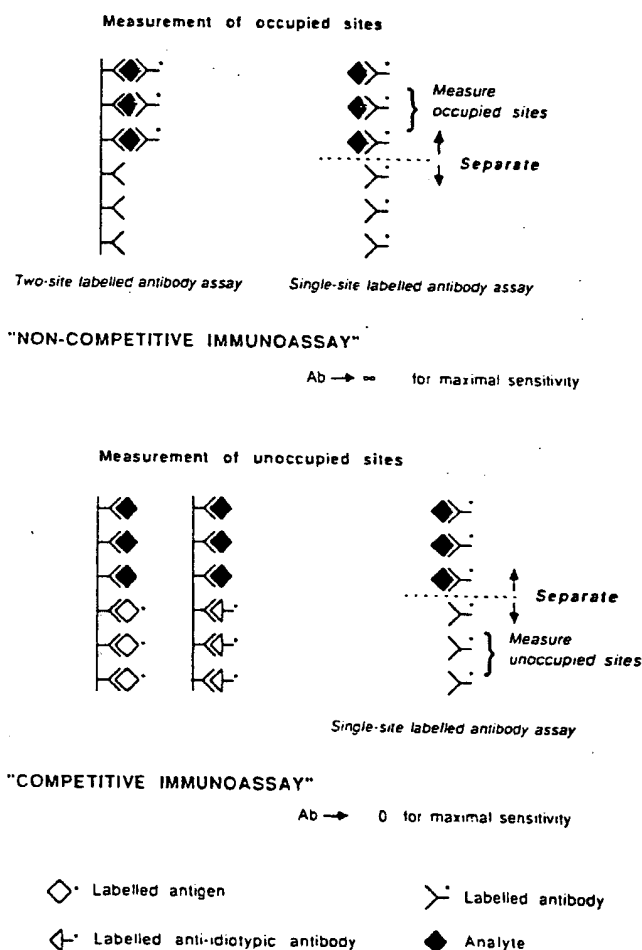 Measurement of occupied sites
Measure
occupied sites
Separate
Two-site labelled antibody assay
Single-site labelled antibody assay
"NON-COMPETITIVE IMMUNOASSAY"
Ab → ∞ for maximal sensitivity
Measurement of unoccupied sites
Separate
Measure
unoccupied sites
Single-site labelled antibody assay
"COMPETITIVE IMMUNOASSAY"
Ab → 0 for maximal sensitivity
Labelled antigen
Labelled antibody
Labelled anti-idiotypic antibody
Analyte